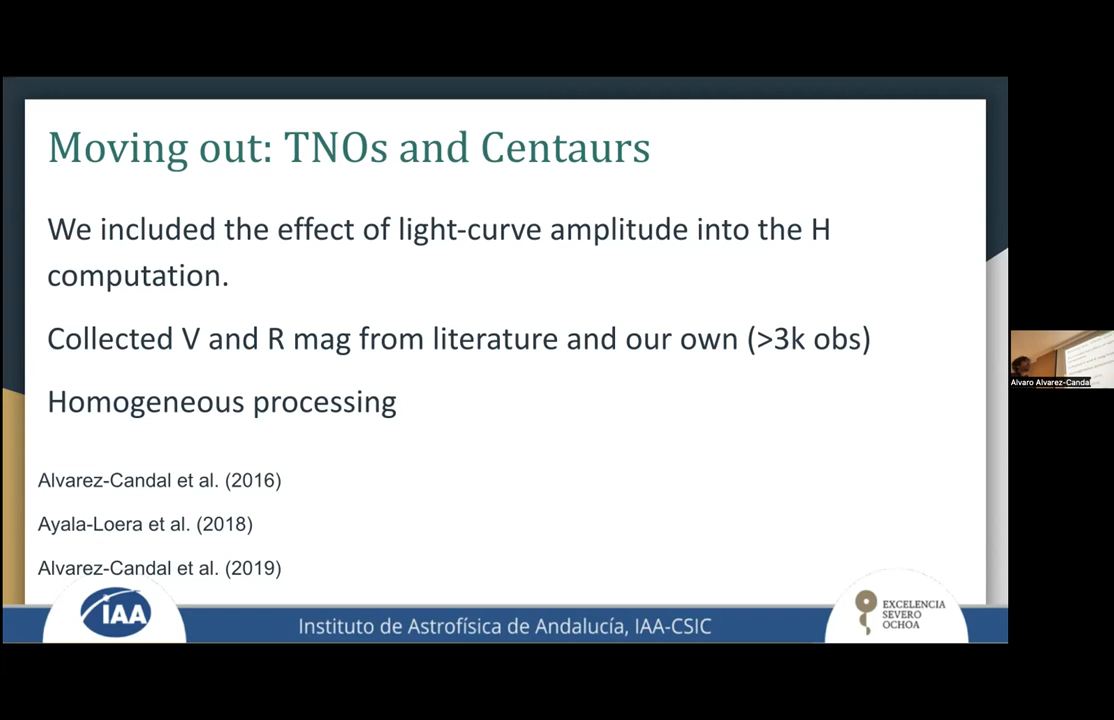 Moving out: TNOs and Centaurs
We included the effect of light-curve amplitude into the H
computation.
Collected V and R mag from literature and our own (>3k obs)
Homogeneous processing
Alvarez-Candal et al. (2016)
Ayala-Loera et al. (2018)
Alvarez-Candal et al. (2019)
IAA
Instituto de Astrofísica de Andalucía, IAA-CSIC
EXCELENCIA
SEVERO
OCHOA
Alvaro Alvarez-Candal